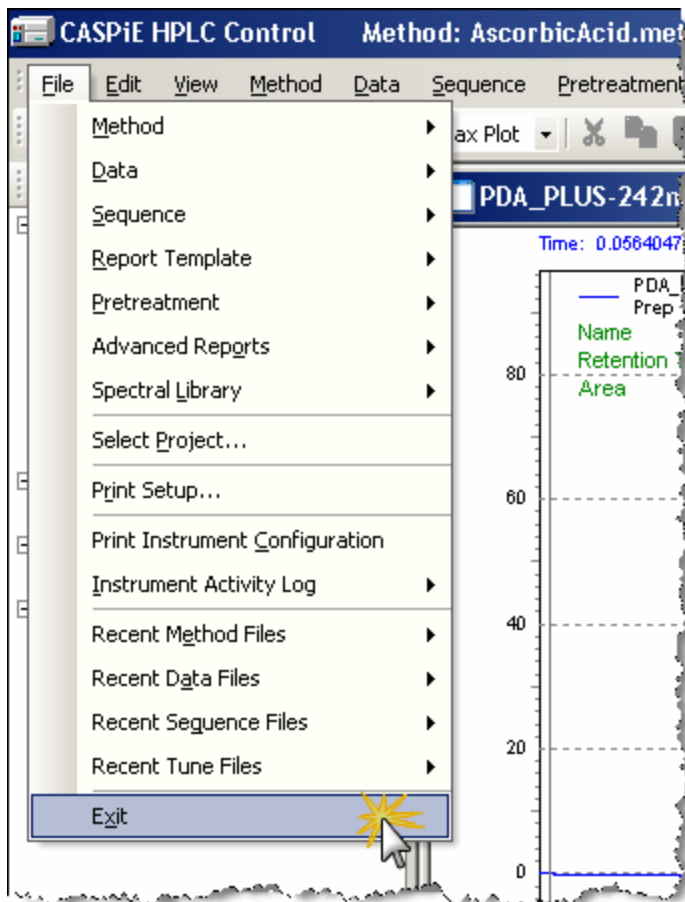 CASPiE HPLC Control Method: AscorbicAcid.met
File Edit View Method Data Sequence Pretreatment
Method
ax Plot
Data
PDA_PLUS-242n
Sequence
Time: 0.0564047
Report Template
PDA_
Pretreatment
Prep
Name
Advanced Reports
Retention
80
Spectral Library
Area
Select Project...
Print Setup...
60
Print Instrument Configuration
Instrument Activity Log
40
Recent Method Files
Recent Data Files
Recent Sequence Files
20
Recent Tune Files
Exit
0